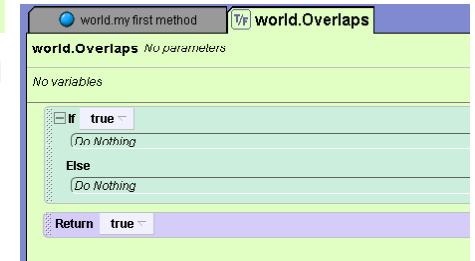 world.my first method T/F world.Overlaps
world.Overlaps No parameters
No variables
If true
Do Nothing
Else
Do Nothing
Return true